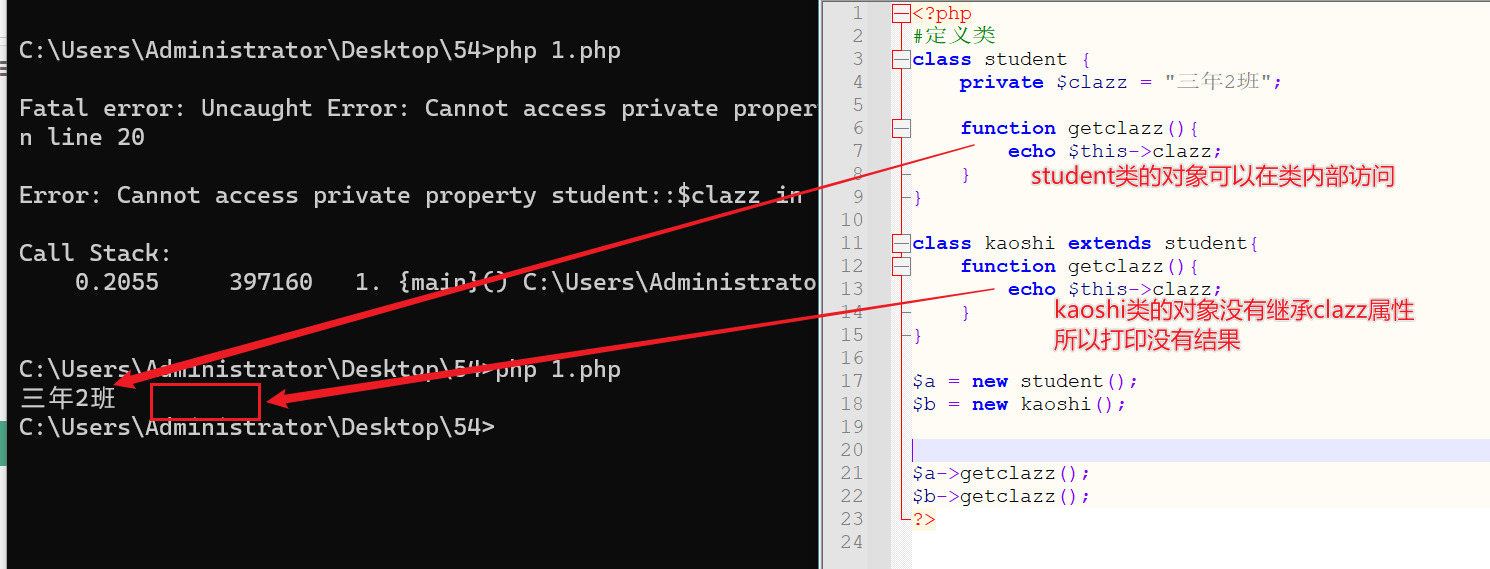 C:\Users\Administrator\Desktop\54>php 1.php
Fatal error: Uncaught Error: Cannot access private proper
n line 20
Error: Cannot access private property student::$clazz in
Call Stack:
0.2055 397160 1. {main}() C:\Users\Administrato
C:\Users\Administrator\Desktop\54>php 1.php
三年2班
C:\Users\Administrator\Desktop\54>
1 <?php
2 #定义类
3 class student {
4 private $clazz = "三年2班";
5
6 function getclazz(){
7 echo $this->clazz;
8 }
student类的对象可以在类内部访问
9 }
10
11 class kaoshi extends student{
12 function getclazz(){
13 echo $this->clazz;
14 }
kaoshi类的对象没有继承clazz属性
所以打印没有结果
15 }
16
17 $a = new student();
18 $b = new kaoshi();
19
20
21 $a->getclazz();
22 $b->getclazz();
23 ?>
24